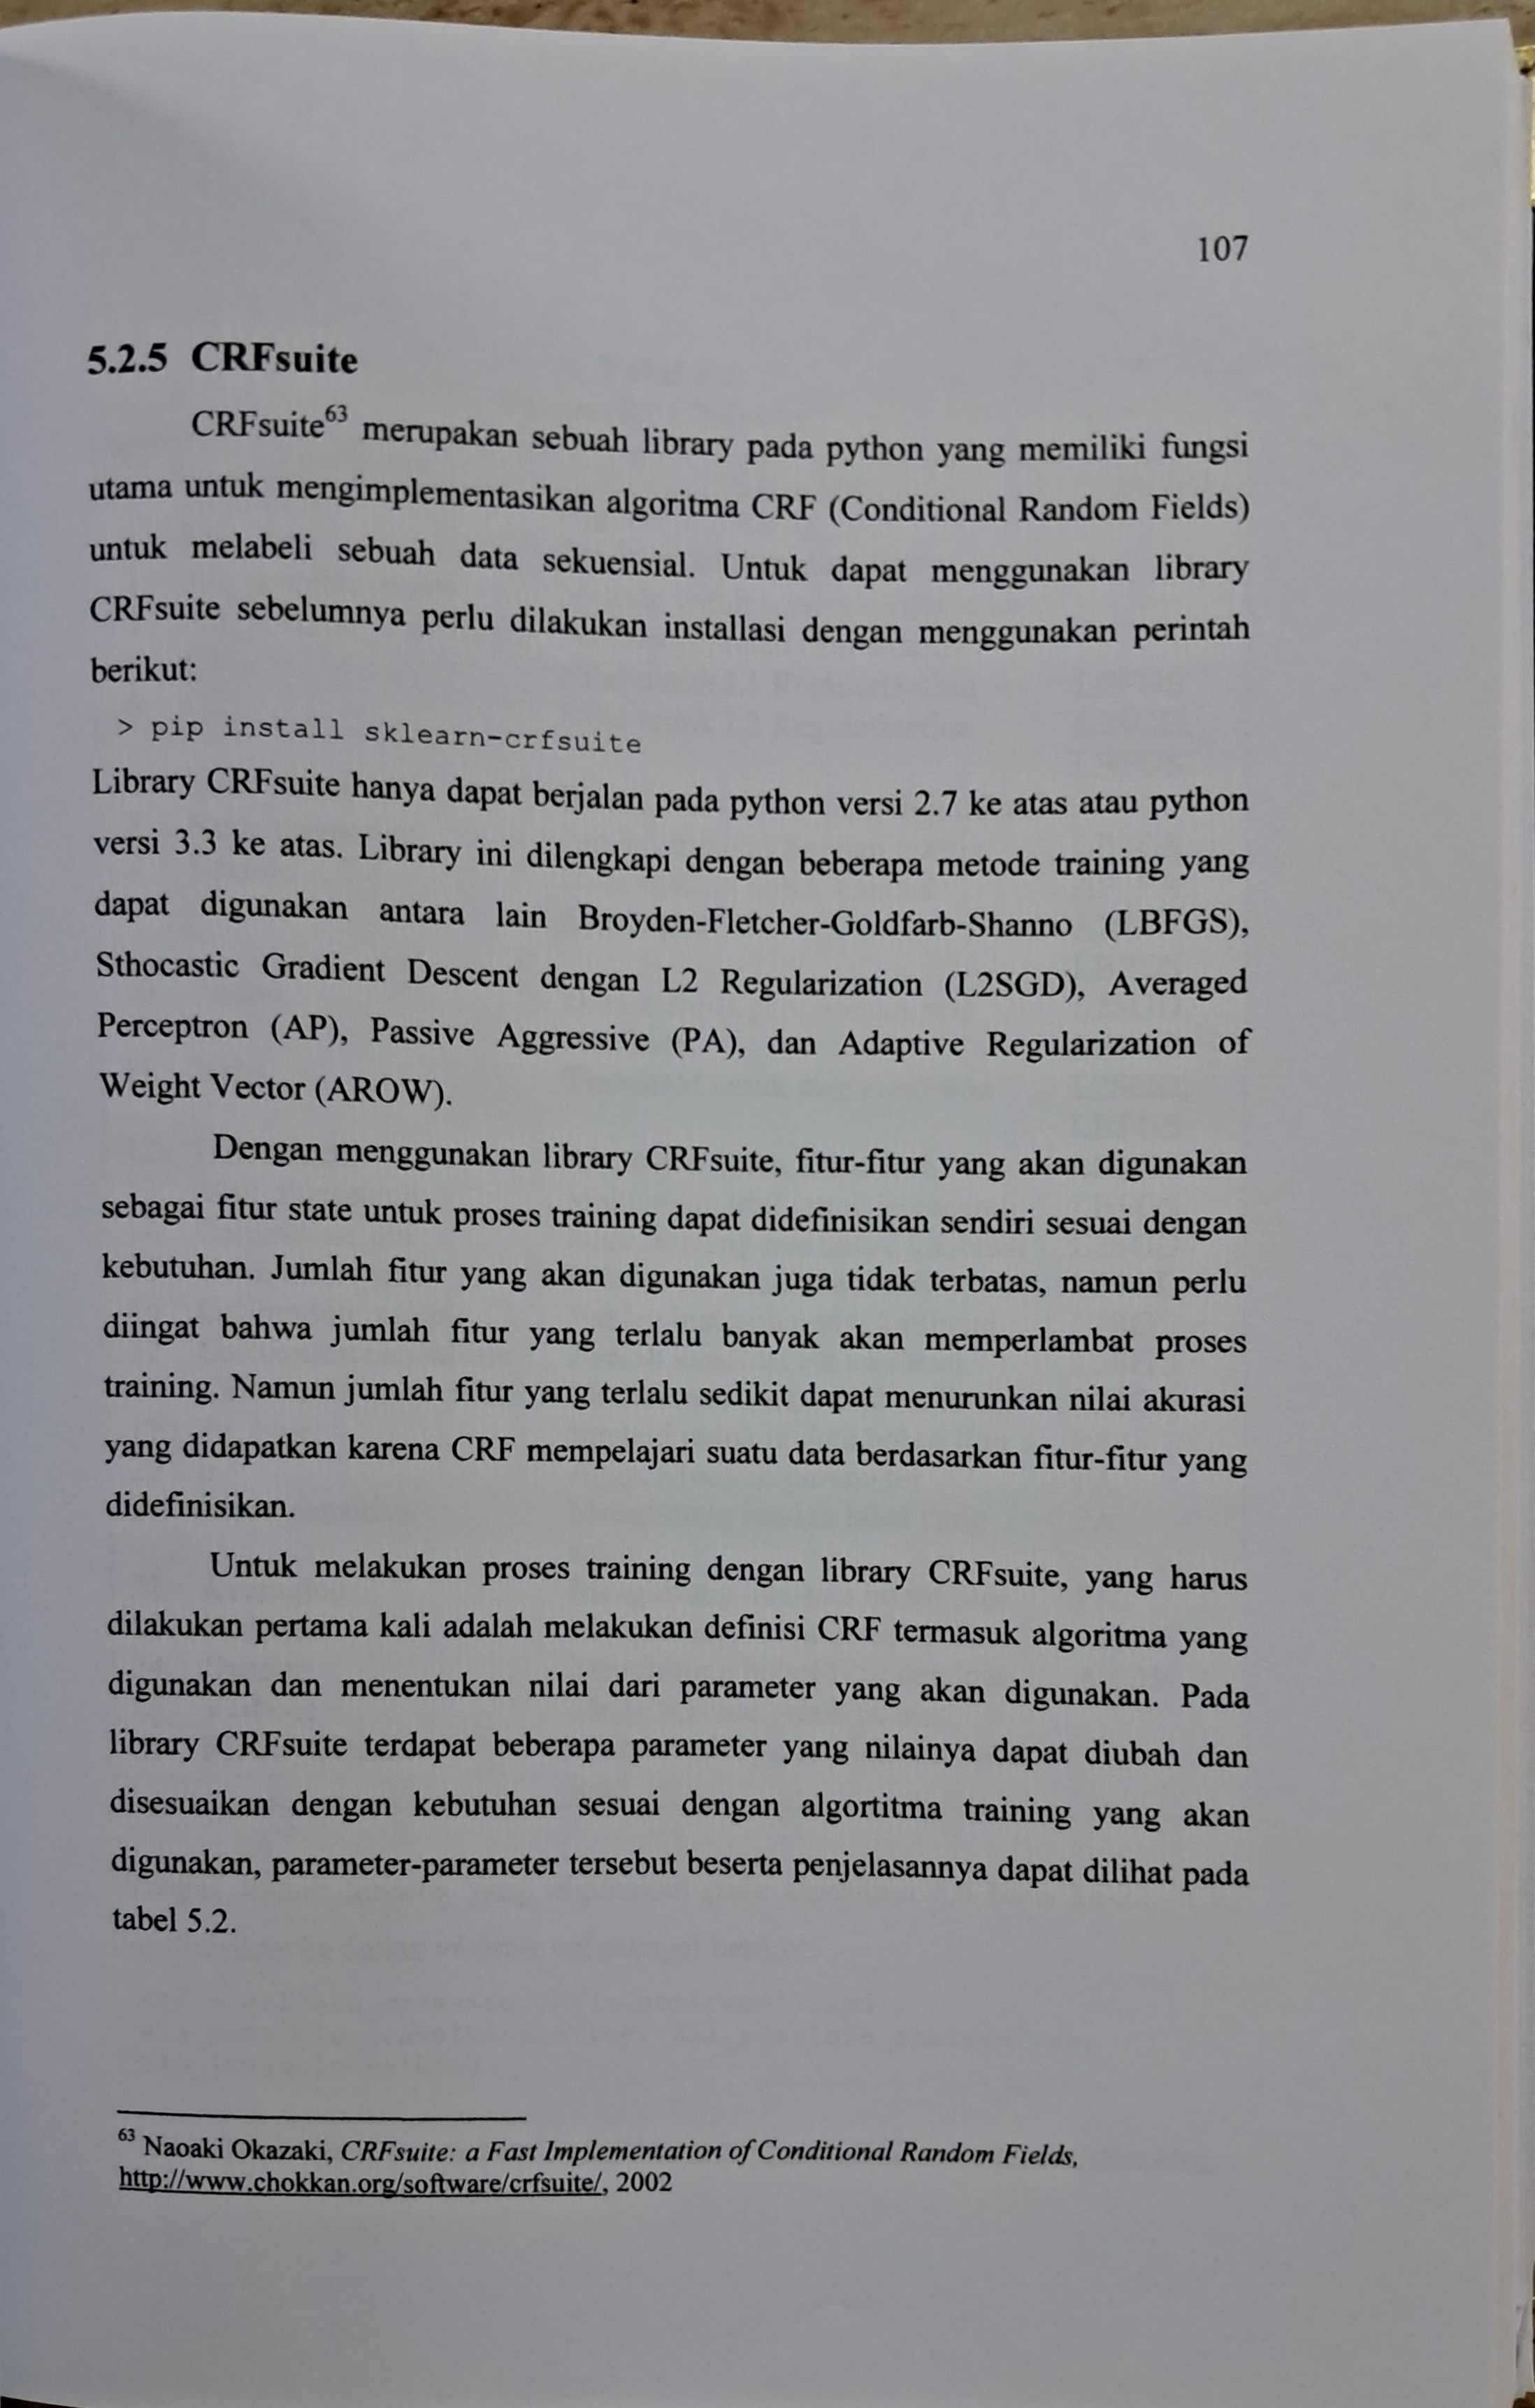 107
5.2.5 CRFsuite
CRFsuite63 merupakan sebuah library pada python yang memiliki fungsi
utama untuk mengimplementasikan algoritma CRF (Conditional Random Fields)
untuk melabeli sebuah data sekuensial. Untuk dapat menggunakan library
CRFsuite sebelumnya perlu dilakukan installasi dengan menggunakan perintah
berikut:
> pip install sklearn-crfsuite
Library CRFsuite hanya dapat berjalan pada python versi 2.7 ke atas atau python
versi 3.3 ke atas. Library ini dilengkapi dengan beberapa metode training yang
dapat digunakan antara lain Broyden-Fletcher-Goldfarb-Shanno (LBFGS),
Sthocastic Gradient Descent dengan L2 Regularization (L2SGD), Averaged
Perceptron (AP), Passive Aggressive (PA), dan Adaptive Regularization of
Weight Vector (AROW).
Dengan menggunakan library CRFsuite, fitur-fitur yang akan digunakan
sebagai fitur state untuk proses training dapat didefinisikan sendiri sesuai dengan
kebutuhan. Jumlah fitur yang akan digunakan juga tidak terbatas, namun perlu
diingat bahwa jumlah fitur yang terlalu banyak akan memperlambat proses
training. Namun jumlah fitur yang terlalu sedikit dapat menurunkan nilai akurasi
yang didapatkan karena CRF mempelajari suatu data berdasarkan fitur-fitur yang
didefinisikan.
Untuk melakukan proses training dengan library CRFsuite, yang harus
dilakukan pertama kali adalah melakukan definisi CRF termasuk algoritma yang
digunakan dan menentukan nilai dari parameter yang akan digunakan. Pada
library CRFsuite terdapat beberapa parameter yang nilainya dapat diubah dan
disesuaikan dengan kebutuhan sesuai dengan algortitma training yang akan
digunakan, parameter-parameter tersebut beserta penjelasannya dapat dilihat pada
tabel 5.2.
63 Naoaki Okazaki, CRFsuite: a Fast Implementation of Conditional Random Fields,
http://www.chokkan.org/software/crfsuite/, 2002